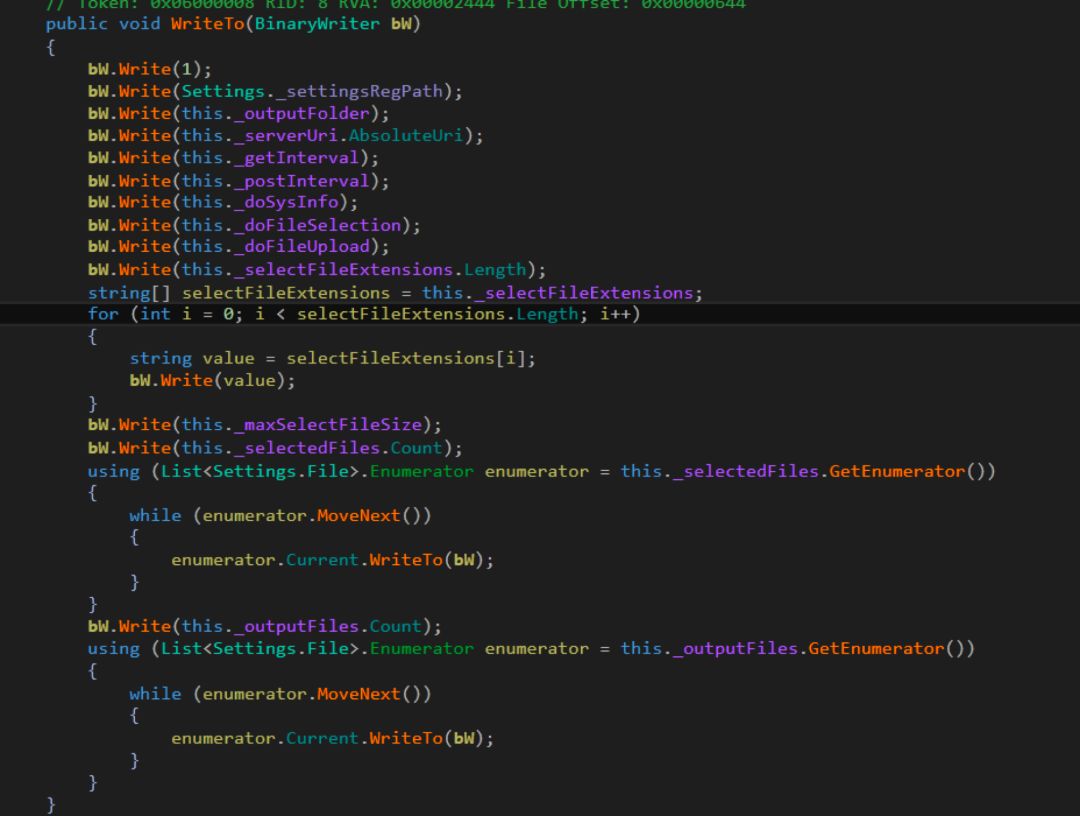 // Token: 0x06000008 RID: 8 RVA: 0x00002444 File Offset: 0x00000644
public void WriteTo(BinaryWriter bW)
{
bW.Write(1);
bW.Write(Settings._settingsRegPath);
bW.Write(this._outputFolder);
bW.Write(this._serverUri.AbsoluteUri);
bW.Write(this._getInterval);
bW.Write(this._postInterval);
bW.Write(this._doSysInfo);
bW.Write(this._doFileSelection);
bW.Write(this._doFileUpload);
bW.Write(this._selectFileExtensions.Length);
string[] selectFileExtensions = this._selectFileExtensions;
for (int i = 0; i < selectFileExtensions.Length; i++)
{
string value = selectFileExtensions[i];
bW.Write(value);
}
bW.Write(this._maxSelectFileSize);
bW.Write(this._selectedFiles.Count);
using (List<Settings.File>.Enumerator enumerator = this._selectedFiles.GetEnumerator())
{
while (enumerator.MoveNext())
{
enumerator.Current.WriteTo(bW);
}
}
bW.Write(this._outputFiles.Count);
using (List<Settings.File>.Enumerator enumerator = this._outputFiles.GetEnumerator())
{
while (enumerator.MoveNext())
{
enumerator.Current.WriteTo(bW);
}
}
}